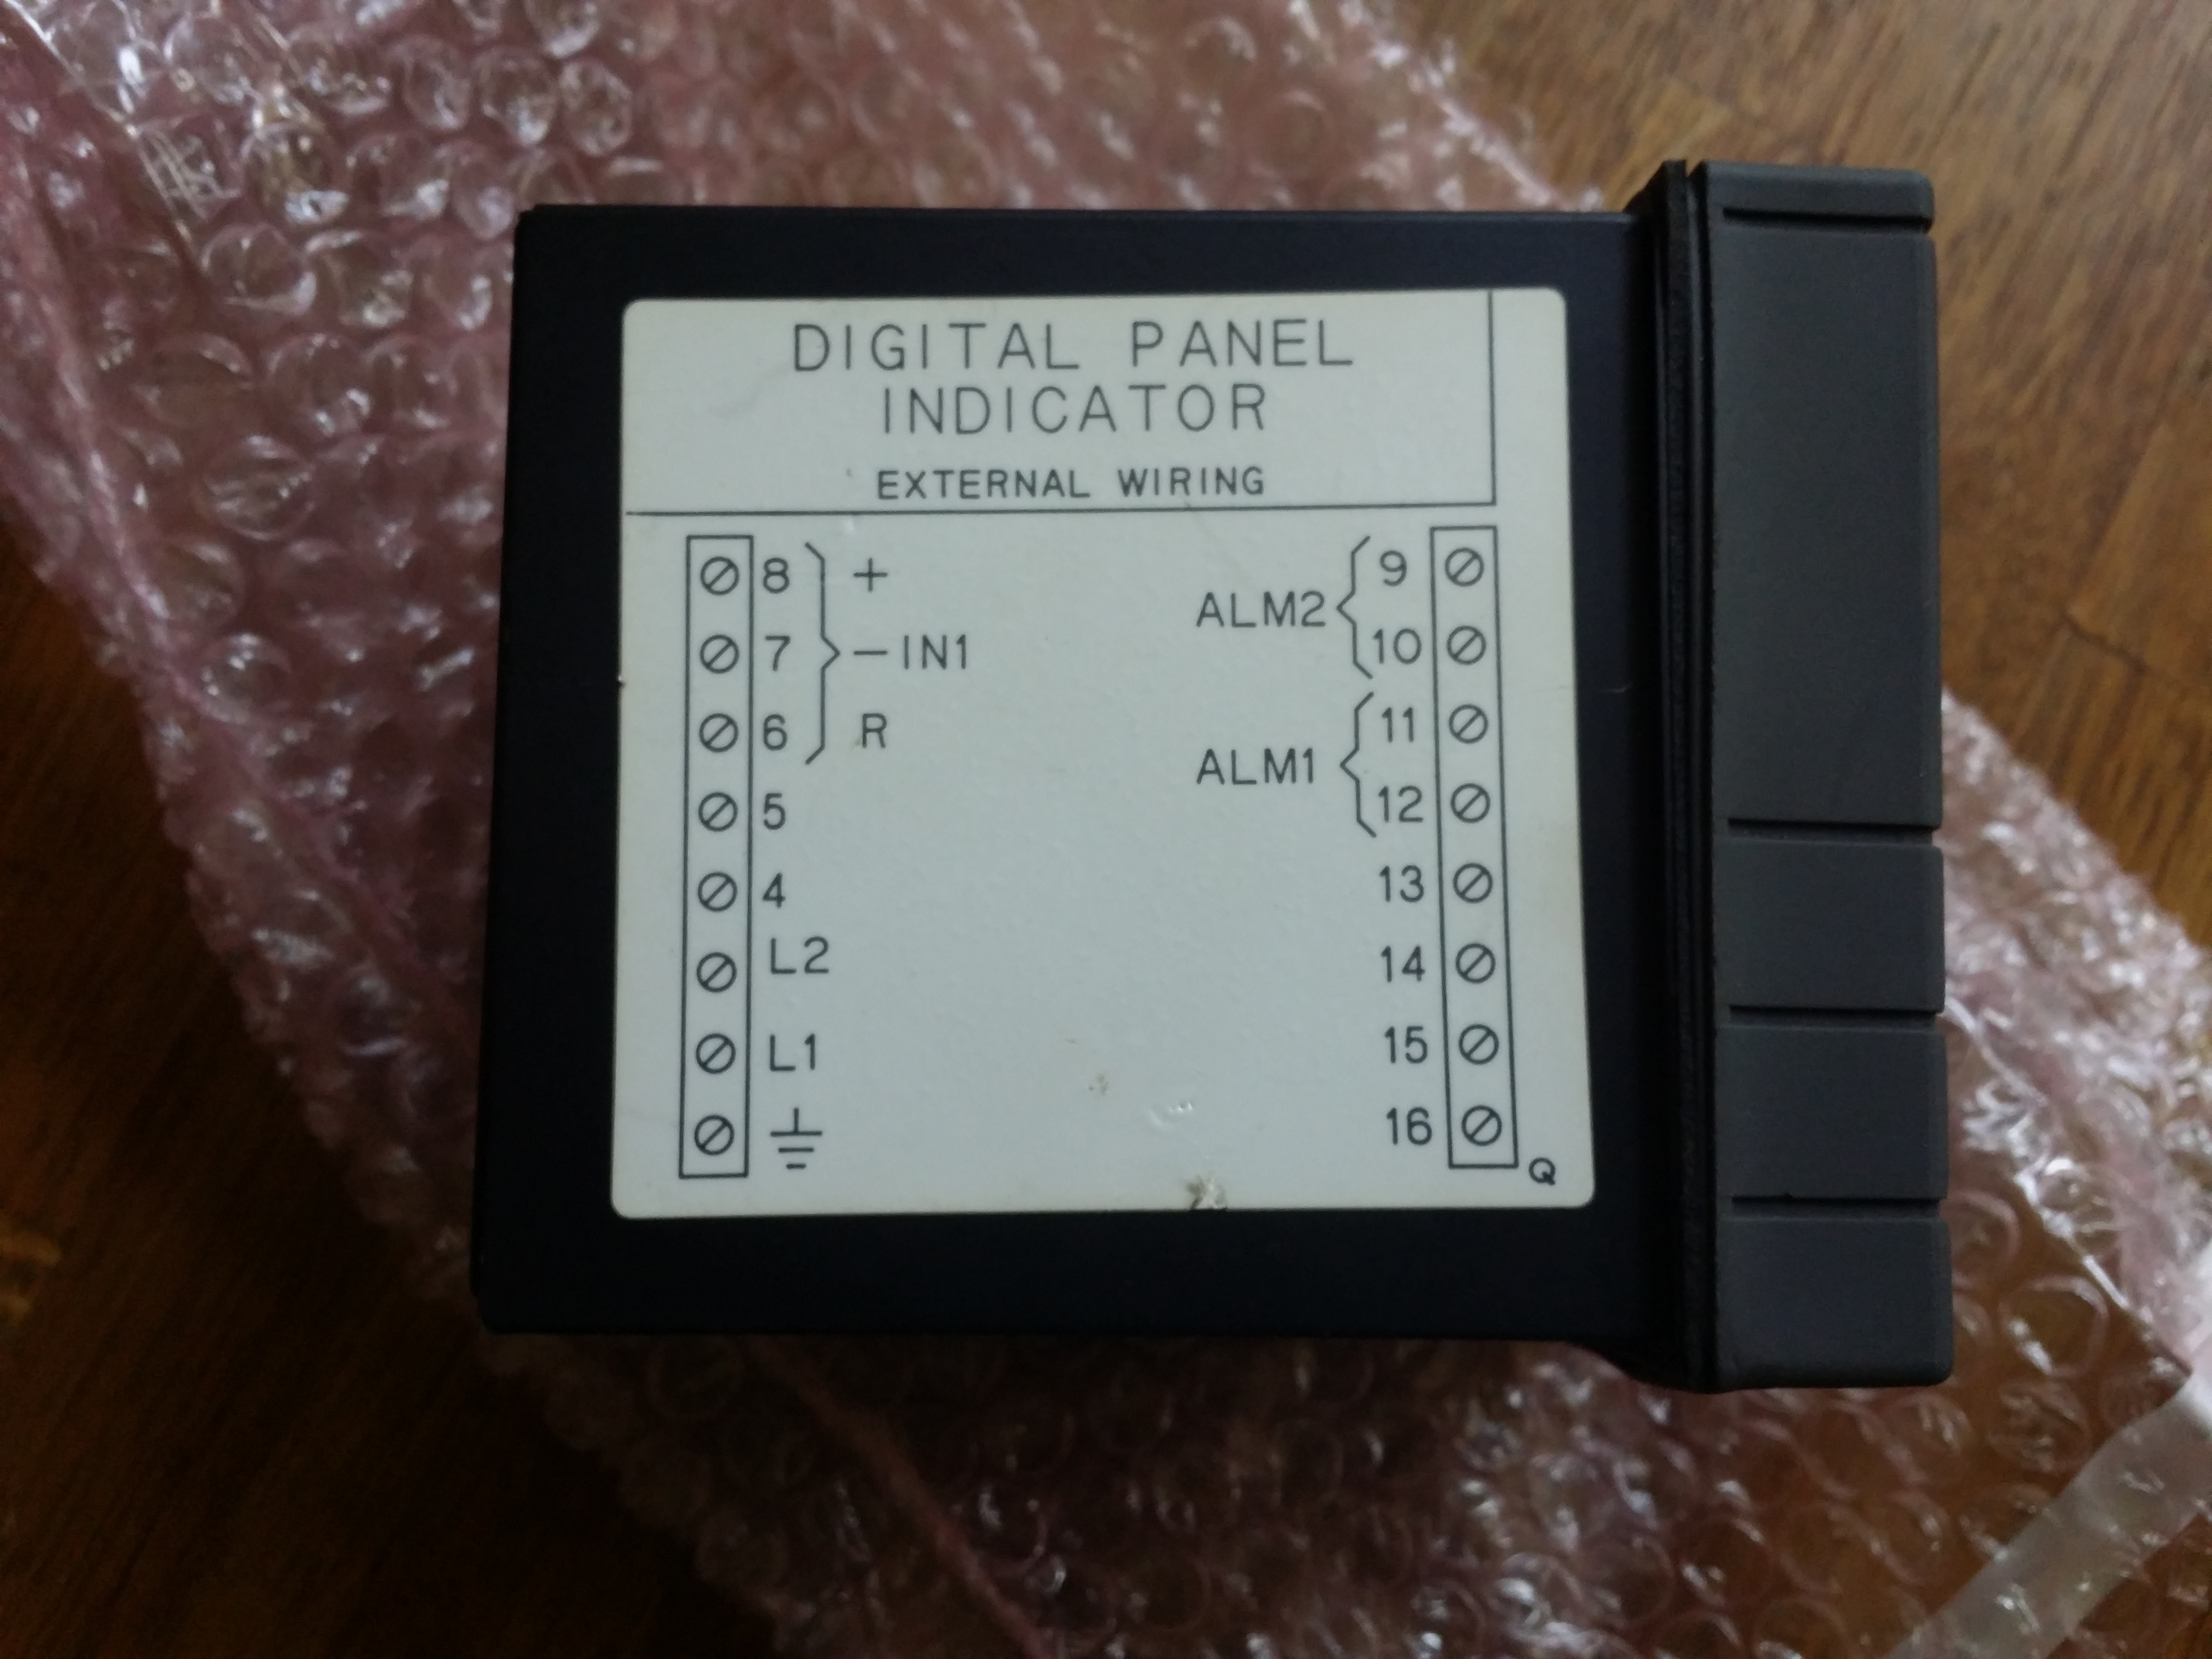 DIGITAL PANEL
INDICATOR
EXTERNAL WIRING
8 +
7 - IN1
6 R
5
4
L2
L1
ALM2 9
10
ALM1 11
12
13
14
15
16
Q